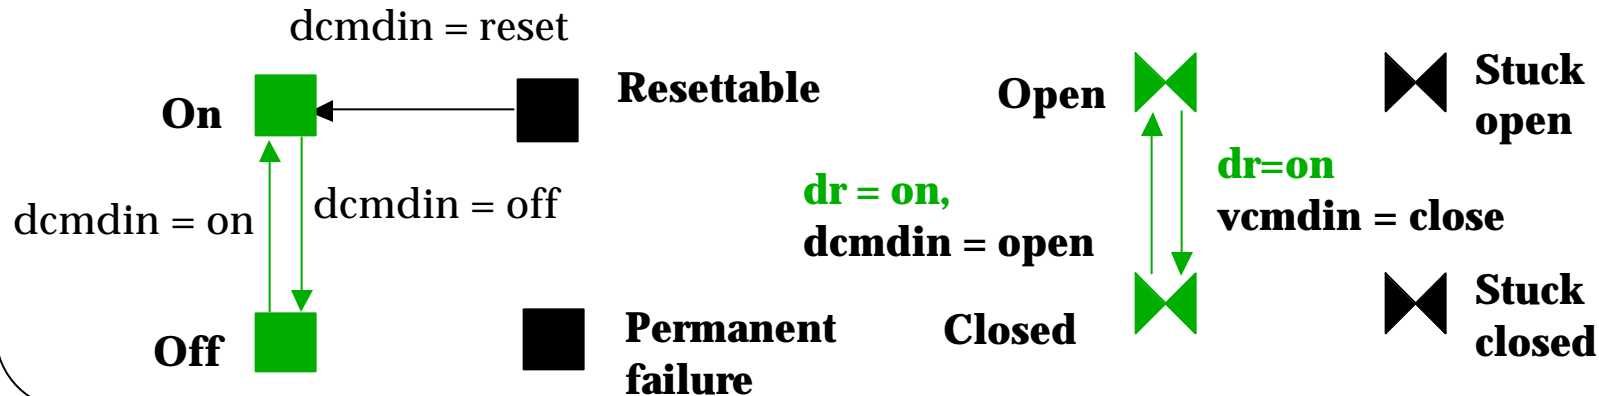 dcmdin = reset
On
Resettable
dcmdin = on
dcmdin = off
Off
Permanent
failure
Open
dr = on,
dcmdin = open
dr=on
vcmdin = close
Closed
Stuck
open
Stuck
closed